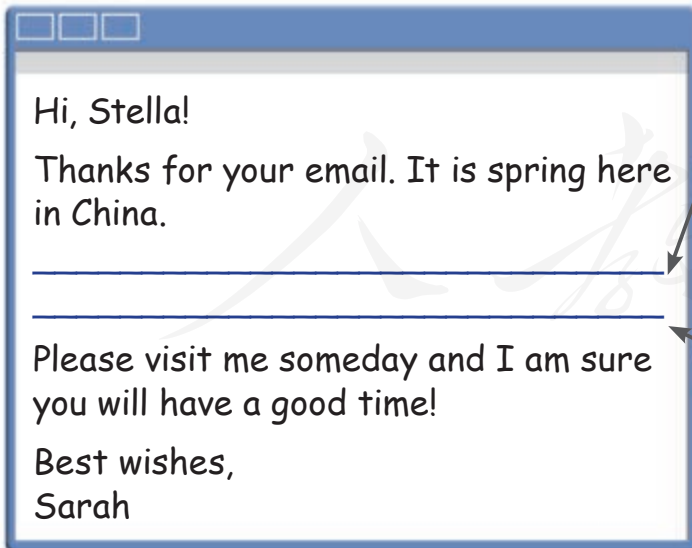 Hi, Stella!
Thanks for your email. It is spring here
in China.
Please visit me someday and I am sure
you will have a good time!
Best wishes,
Sarah